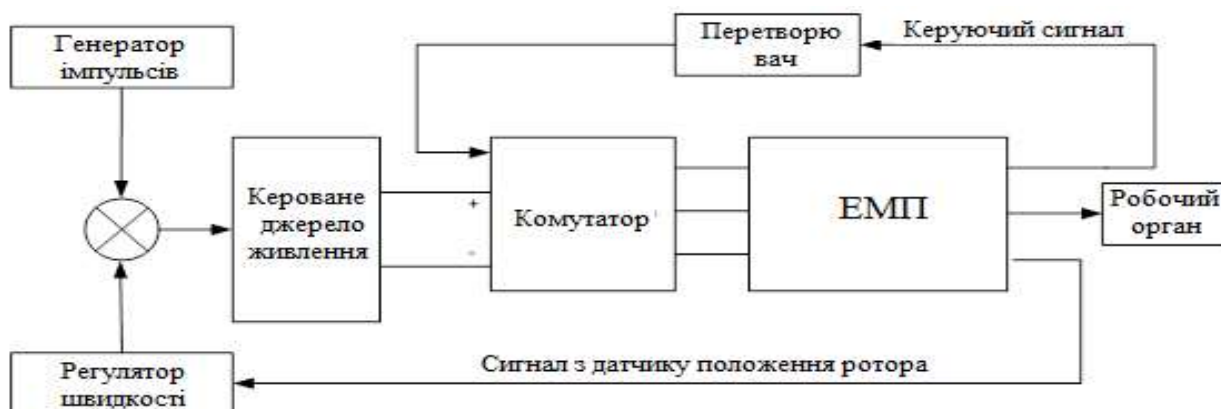 Генератор
імпульсів
Перетворю
вач
Керуючий сигнал
Кероване
джерело
живлення
+
-
Комутатор
ЕМП
Робочий
орган
Регулятор
швидкості
Сигнал з датчику положення ротора